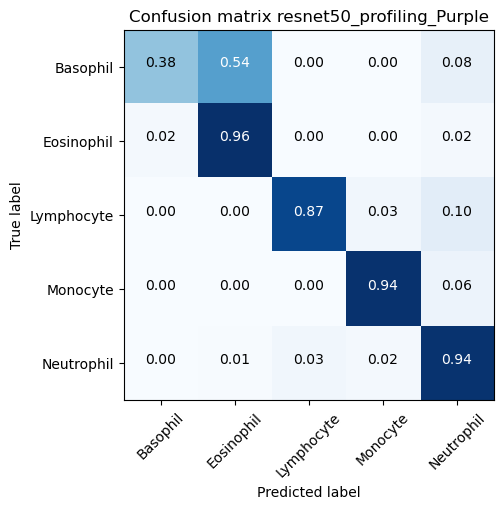 Confusion matrix resnet50_profiling_Purple
True label
Basophil 0.38 0.54 0.00 0.00 0.08
Eosinophil 0.02 0.96 0.00 0.00 0.02
Lymphocyte 0.00 0.00 0.87 0.03 0.10
Monocyte 0.00 0.00 0.00 0.94 0.06
Neutrophil 0.00 0.01 0.03 0.02 0.94
Basophil Eosinophil Lymphocyte Monocyte Neutrophil
Predicted label